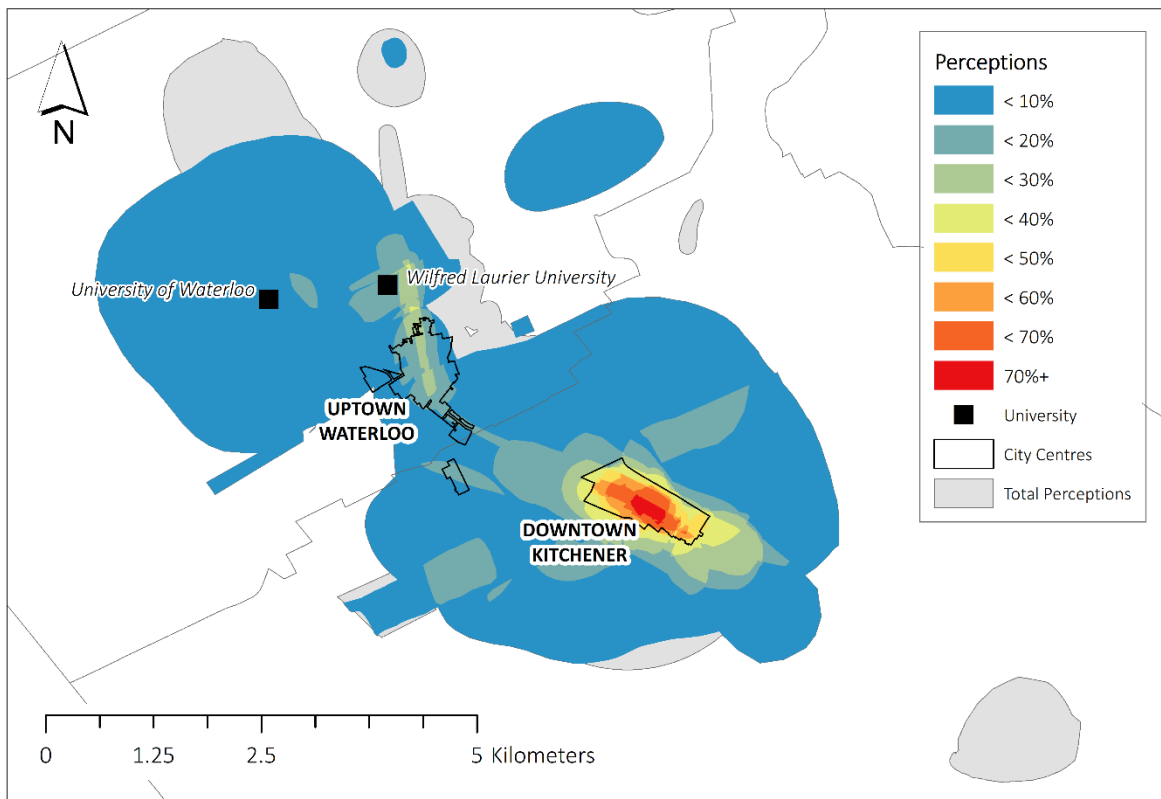 N
Perceptions
< 10%
< 20%
< 30%
< 40%
< 50%
< 60%
< 70%
70%+
University
City Centres
Total Perceptions
University of Waterloo
Wilfred Laurier University
UPTOWN
WATERLOO
DOWNTOWN
KITCHENER
0 1.25 2.5 5 Kilometers